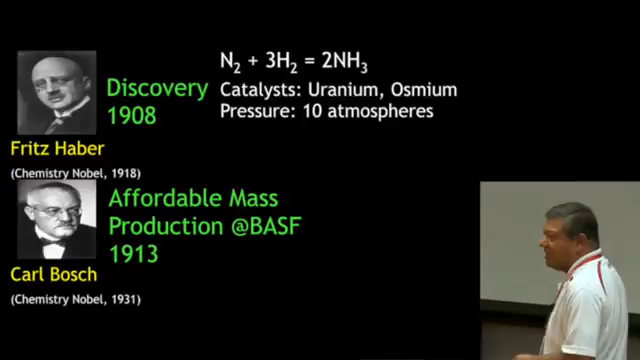 N₂ + 3H₂ = 2NH₃
Discovery
1908
Catalysts: Uranium, Osmium
Pressure: 10 atmospheres
Fritz Haber
(Chemistry Nobel, 1918)
Affordable Mass
Production @BASF
1913
Carl Bosch
(Chemistry Nobel, 1931)